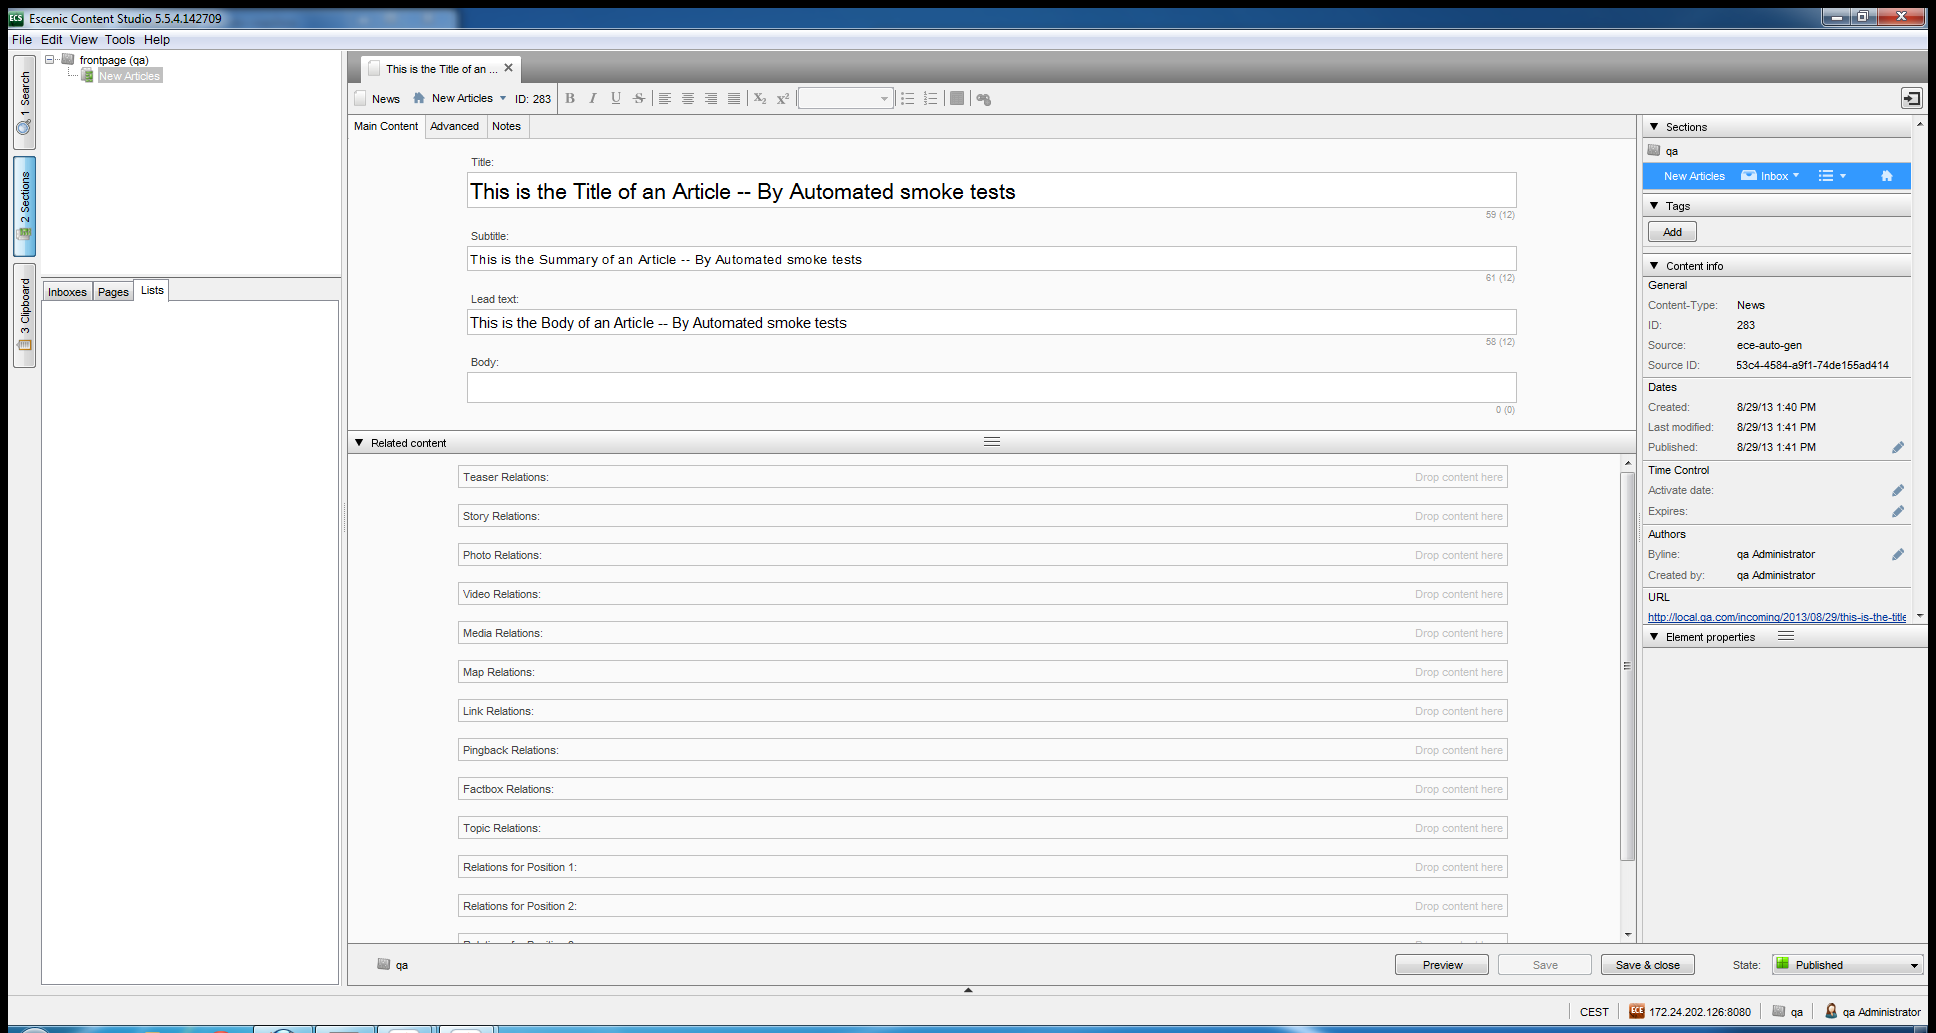 Escenic Content Studio 5.5.4.142709
File Edit View Tools Help
1 Search
2 Sections
3 Clipboard
frontpage (qa)
New Articles
Inboxes Pages Lists
This is the Title of an ...
News New Articles ID: 283 B I U S X2 X2
Main Content Advanced Notes
Title:
This is the Title of an Article -- By Automated smoke tests
59 (12)
Subtitle:
This is the Summary of an Article -- By Automated smoke tests
61 (12)
Lead text:
This is the Body of an Article -- By Automated smoke tests
58 (12)
Body:
0 (0)
Related content
Teaser Relations: Drop content here
Story Relations: Drop content here
Photo Relations: Drop content here
Video Relations: Drop content here
Media Relations: Drop content here
Map Relations: Drop content here
Link Relations: Drop content here
Pingback Relations: Drop content here
Factbox Relations: Drop content here
Topic Relations: Drop content here
Relations for Position 1: Drop content here
Relations for Position 2: Drop content here
Sections
qa
New Articles Inbox
Tags
Add
Content info
General
Content-Type: News
ID: 283
Source: ece-auto-gen
Source ID: 53c4-4584-a9f1-74de155ad414
Dates
Created: 8/29/13 1:40 PM
Last modified: 8/29/13 1:41 PM
Published: 8/29/13 1:41 PM
Time Control
Activate date:
Expires:
Authors
Byline: qa Administrator
Created by: qa Administrator
URL
http://local.qa.com/incoming/2013/08/29/this-is-the-title
Element properties
qa Preview Save Save & close State: Published
CEST ECE 172.24.202.126:8080 qa qa Administrator